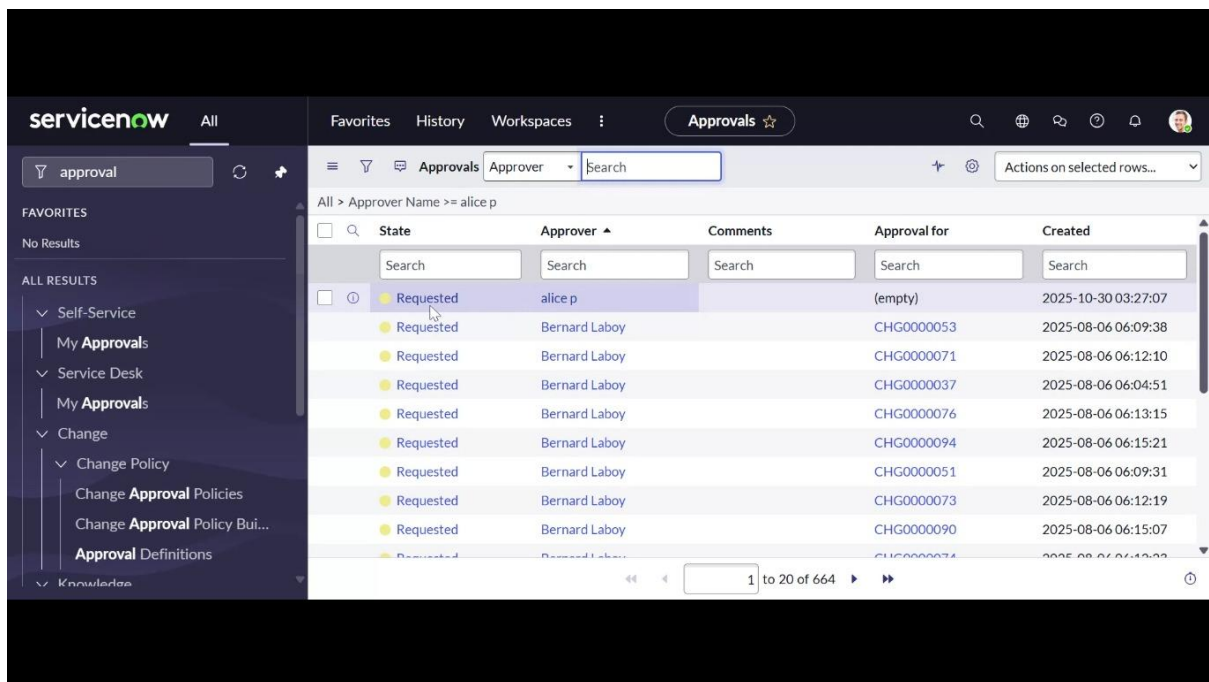 servicenow All Favorites History Workspaces Approvals
approval Approvals Approver Search Actions on selected rows...
All > Approver Name >= alice p
FAVORITES
No Results
ALL RESULTS
Self-Service
My Approvals
Service Desk
My Approvals
Change
Change Policy
Change Approval Policies
Change Approval Policy Bui...
Approval Definitions
Knowledge
State Approver Comments Approval for Created
Search Search Search Search Search
Requested alice p (empty) 2025-10-30 03:27:07
Requested Bernard Laboy CHG0000053 2025-08-06 06:09:38
Requested Bernard Laboy CHG0000071 2025-08-06 06:12:10
Requested Bernard Laboy CHG0000037 2025-08-06 06:04:51
Requested Bernard Laboy CHG0000076 2025-08-06 06:13:15
Requested Bernard Laboy CHG0000094 2025-08-06 06:15:21
Requested Bernard Laboy CHG0000051 2025-08-06 06:09:31
Requested Bernard Laboy CHG0000073 2025-08-06 06:12:19
Requested Bernard Laboy CHG0000090 2025-08-06 06:15:07
1 to 20 of 664